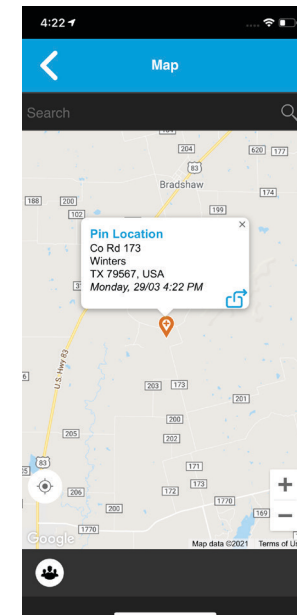 4:22
Map
Search
204
620
177
83
Bradshaw
174
188
200
102
199
Pin Location
Co Rd 173
Winters
TX 79567, USA
Monday, 29/03 4:22 PM
U.S. Hwy 83
203
173
201
200
205
202
83
171
206
172
173
200
1770
169
1770
Google
Map data ©2021
Terms of Us